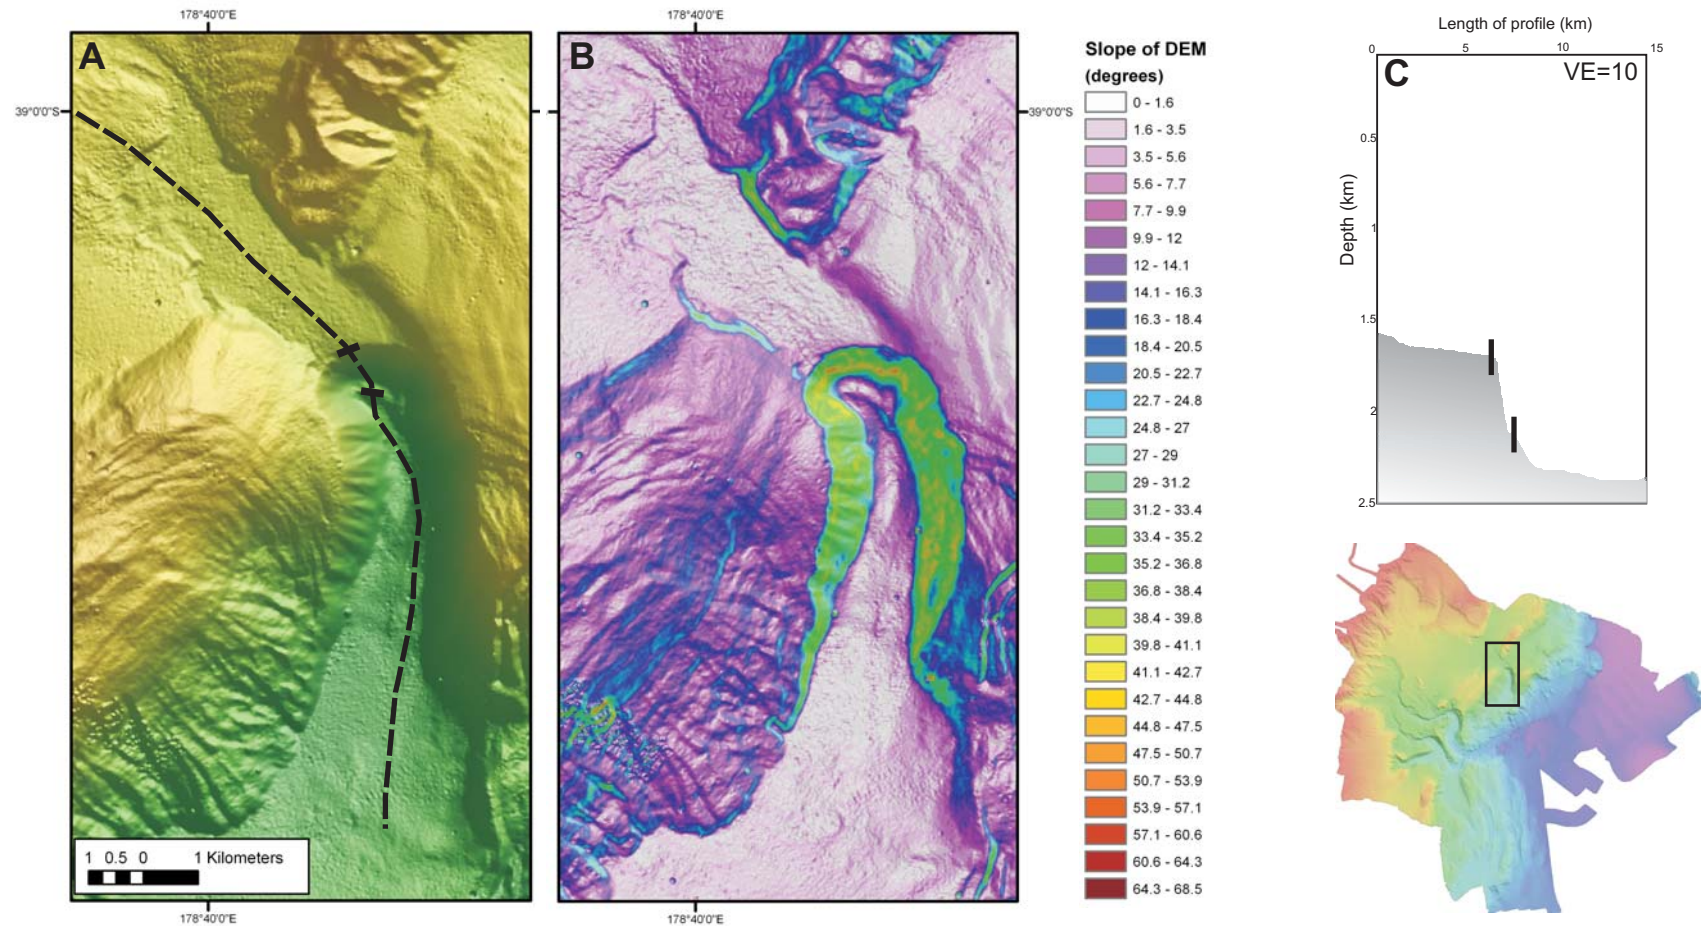 178°40'0"E
178°40'0"E
A
B
39°0'0"S
39°0'0"S
1 0.5 0 1 Kilometers
178°40'0"E
178°40'0"E
Slope of DEM
(degrees)
0 - 1.6
1.6 - 3.5
3.5 - 5.6
5.6 - 7.7
7.7 - 9.9
9.9 - 12
12 - 14.1
14.1 - 16.3
16.3 - 18.4
18.4 - 20.5
20.5 - 22.7
22.7 - 24.8
24.8 - 27
27 - 29
29 - 31.2
31.2 - 33.4
33.4 - 35.2
35.2 - 36.8
36.8 - 38.4
38.4 - 39.8
39.8 - 41.1
41.1 - 42.7
42.7 - 44.8
44.8 - 47.5
47.5 - 50.7
50.7 - 53.9
53.9 - 57.1
57.1 - 60.6
60.6 - 64.3
64.3 - 68.5
Length of profile (km)
0 5 10 15
C VE=10
Depth (km)
0.5
1
1.5
2
2.5